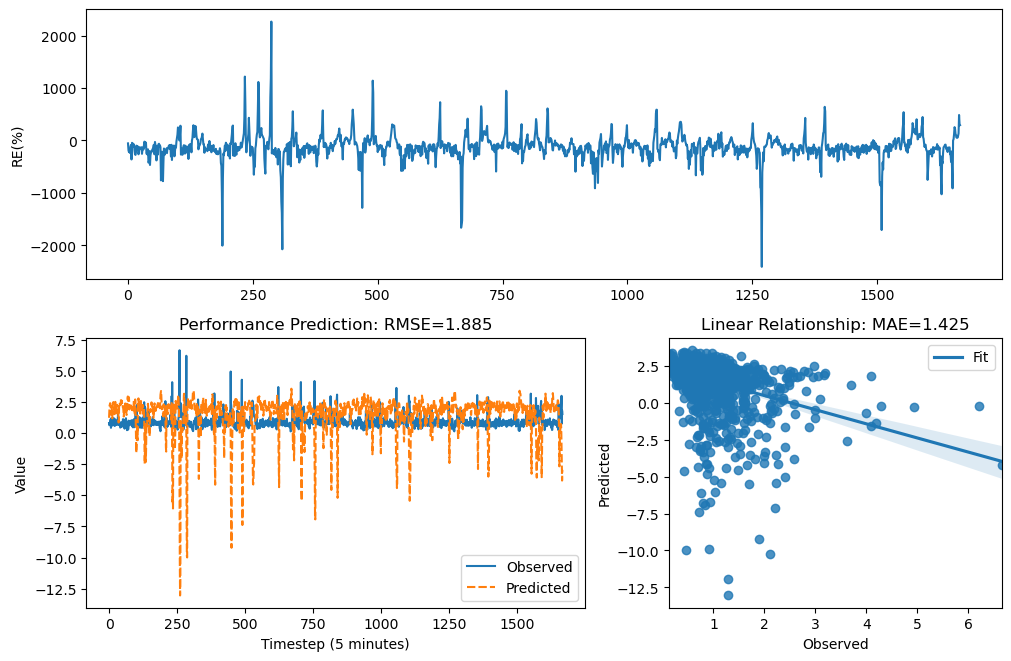 RE(%)
2000
1000
0
−1000
−2000
0 250 500 750 1000 1250 1500
Performance Prediction: RMSE=1.885
Value
7.5
5.0
2.5
0.0
−2.5
−5.0
−7.5
−10.0
−12.5
Observed
Predicted
0 250 500 750 1000 1250 1500
Timestep (5 minutes)
Linear Relationship: MAE=1.425
Predicted
2.5
0.0
−2.5
−5.0
−7.5
−10.0
−12.5
Fit
1 2 3 4 5 6
Observed